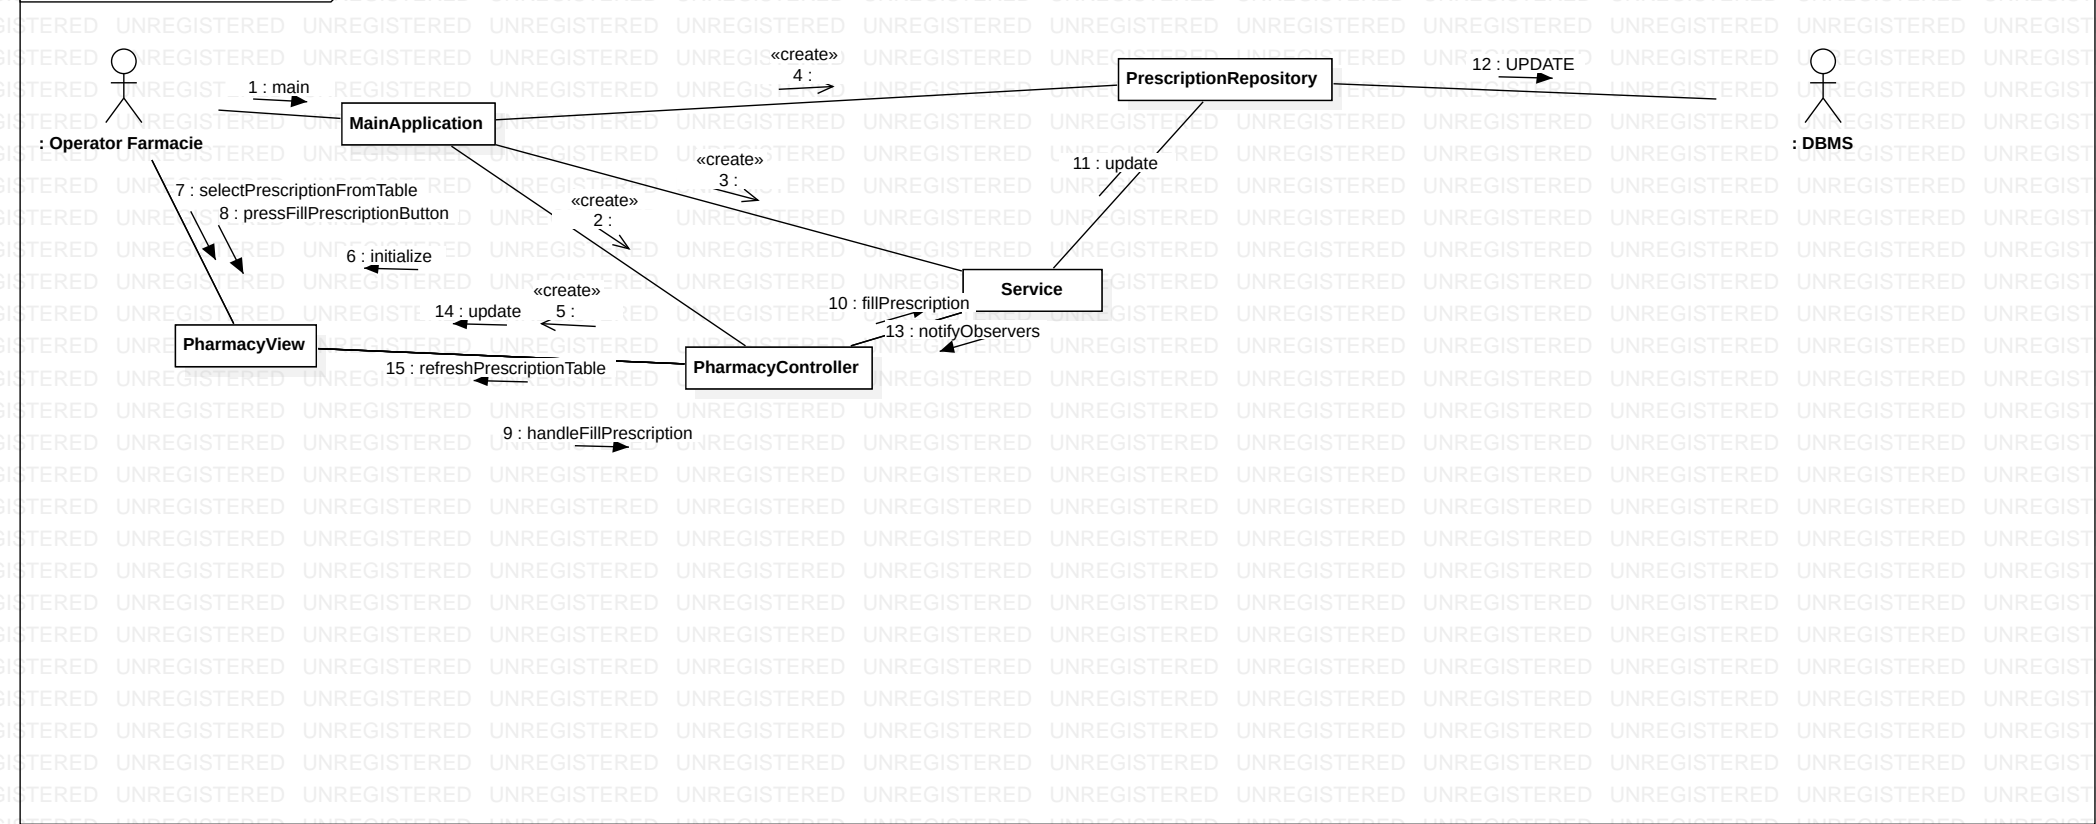 «create»
4 :
1 : main
PrescriptionRepository
12 : UPDATE
MainApplication
: Operator Farmacie
: DBMS
«create»
3 :
11 : update
7 : selectPrescriptionFromTable
8 : pressFillPrescriptionButton
«create»
2 :
6 : initialize
«create»
14 : update
5 :
Service
10 : fillPrescription
13 : notifyObservers
PharmacyView
15 : refreshPrescriptionTable
PharmacyController
9 : handleFillPrescription
UNREGISTERED